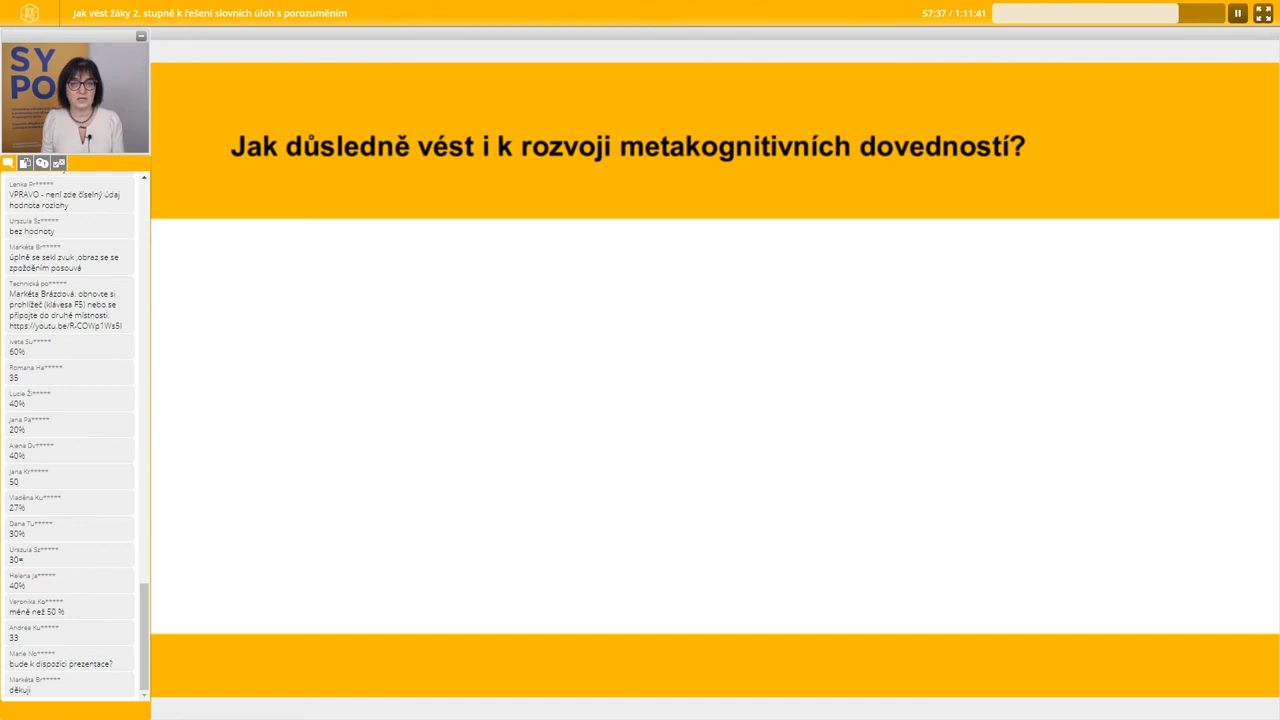 Jak vést žáky 2. stupně k řešení slovních úloh s porozuměním
57:37 / 1:11:41
SY
PO
Jak důsledně vést i k rozvoji metakognitivních dovedností?
Lenka Pr*****
VPRAVO - není zde číselný údaj
hodnota rozlohy
Urszula Sz*****
bez hodnoty
Markéta Br*****
úplně se sekl zvuk ,obraz se se
zpožděním posouvá
Technická po*****
Markéta Brázdová: obnovte si
prohlížeč (klávesa F5) nebo se
připojte do druhé místnosti:
https://youtu.be/R-COWp1Ws5I
Iveta Su*****
60%
Romana Ha*****
35
Lucie Ži*****
40%
Jana Pa*****
20%
Alena Dv*****
40%
Jana Kr*****
50
Vladěna Ku*****
27%
Dana Tu*****
30%
Urszula Sz*****
30=
Helena Ja*****
40%
Veronika Ko*****
méně než 50 %
Andrea Ku*****
33
Marie No*****
bude k dispozici prezentace?
Markéta Br*****
děkuji